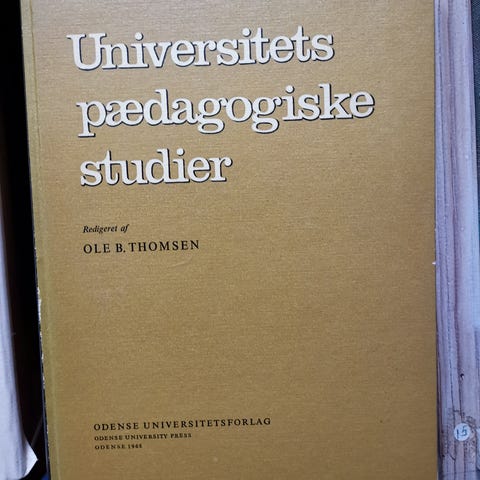 Universitets
pædagogiske
studier
Redigeret af
OLE B. THOMSEN
ODENSE UNIVERSITETSFORLAG
ODENSE UNIVERSITY PRESS
ODENSE 1968
15